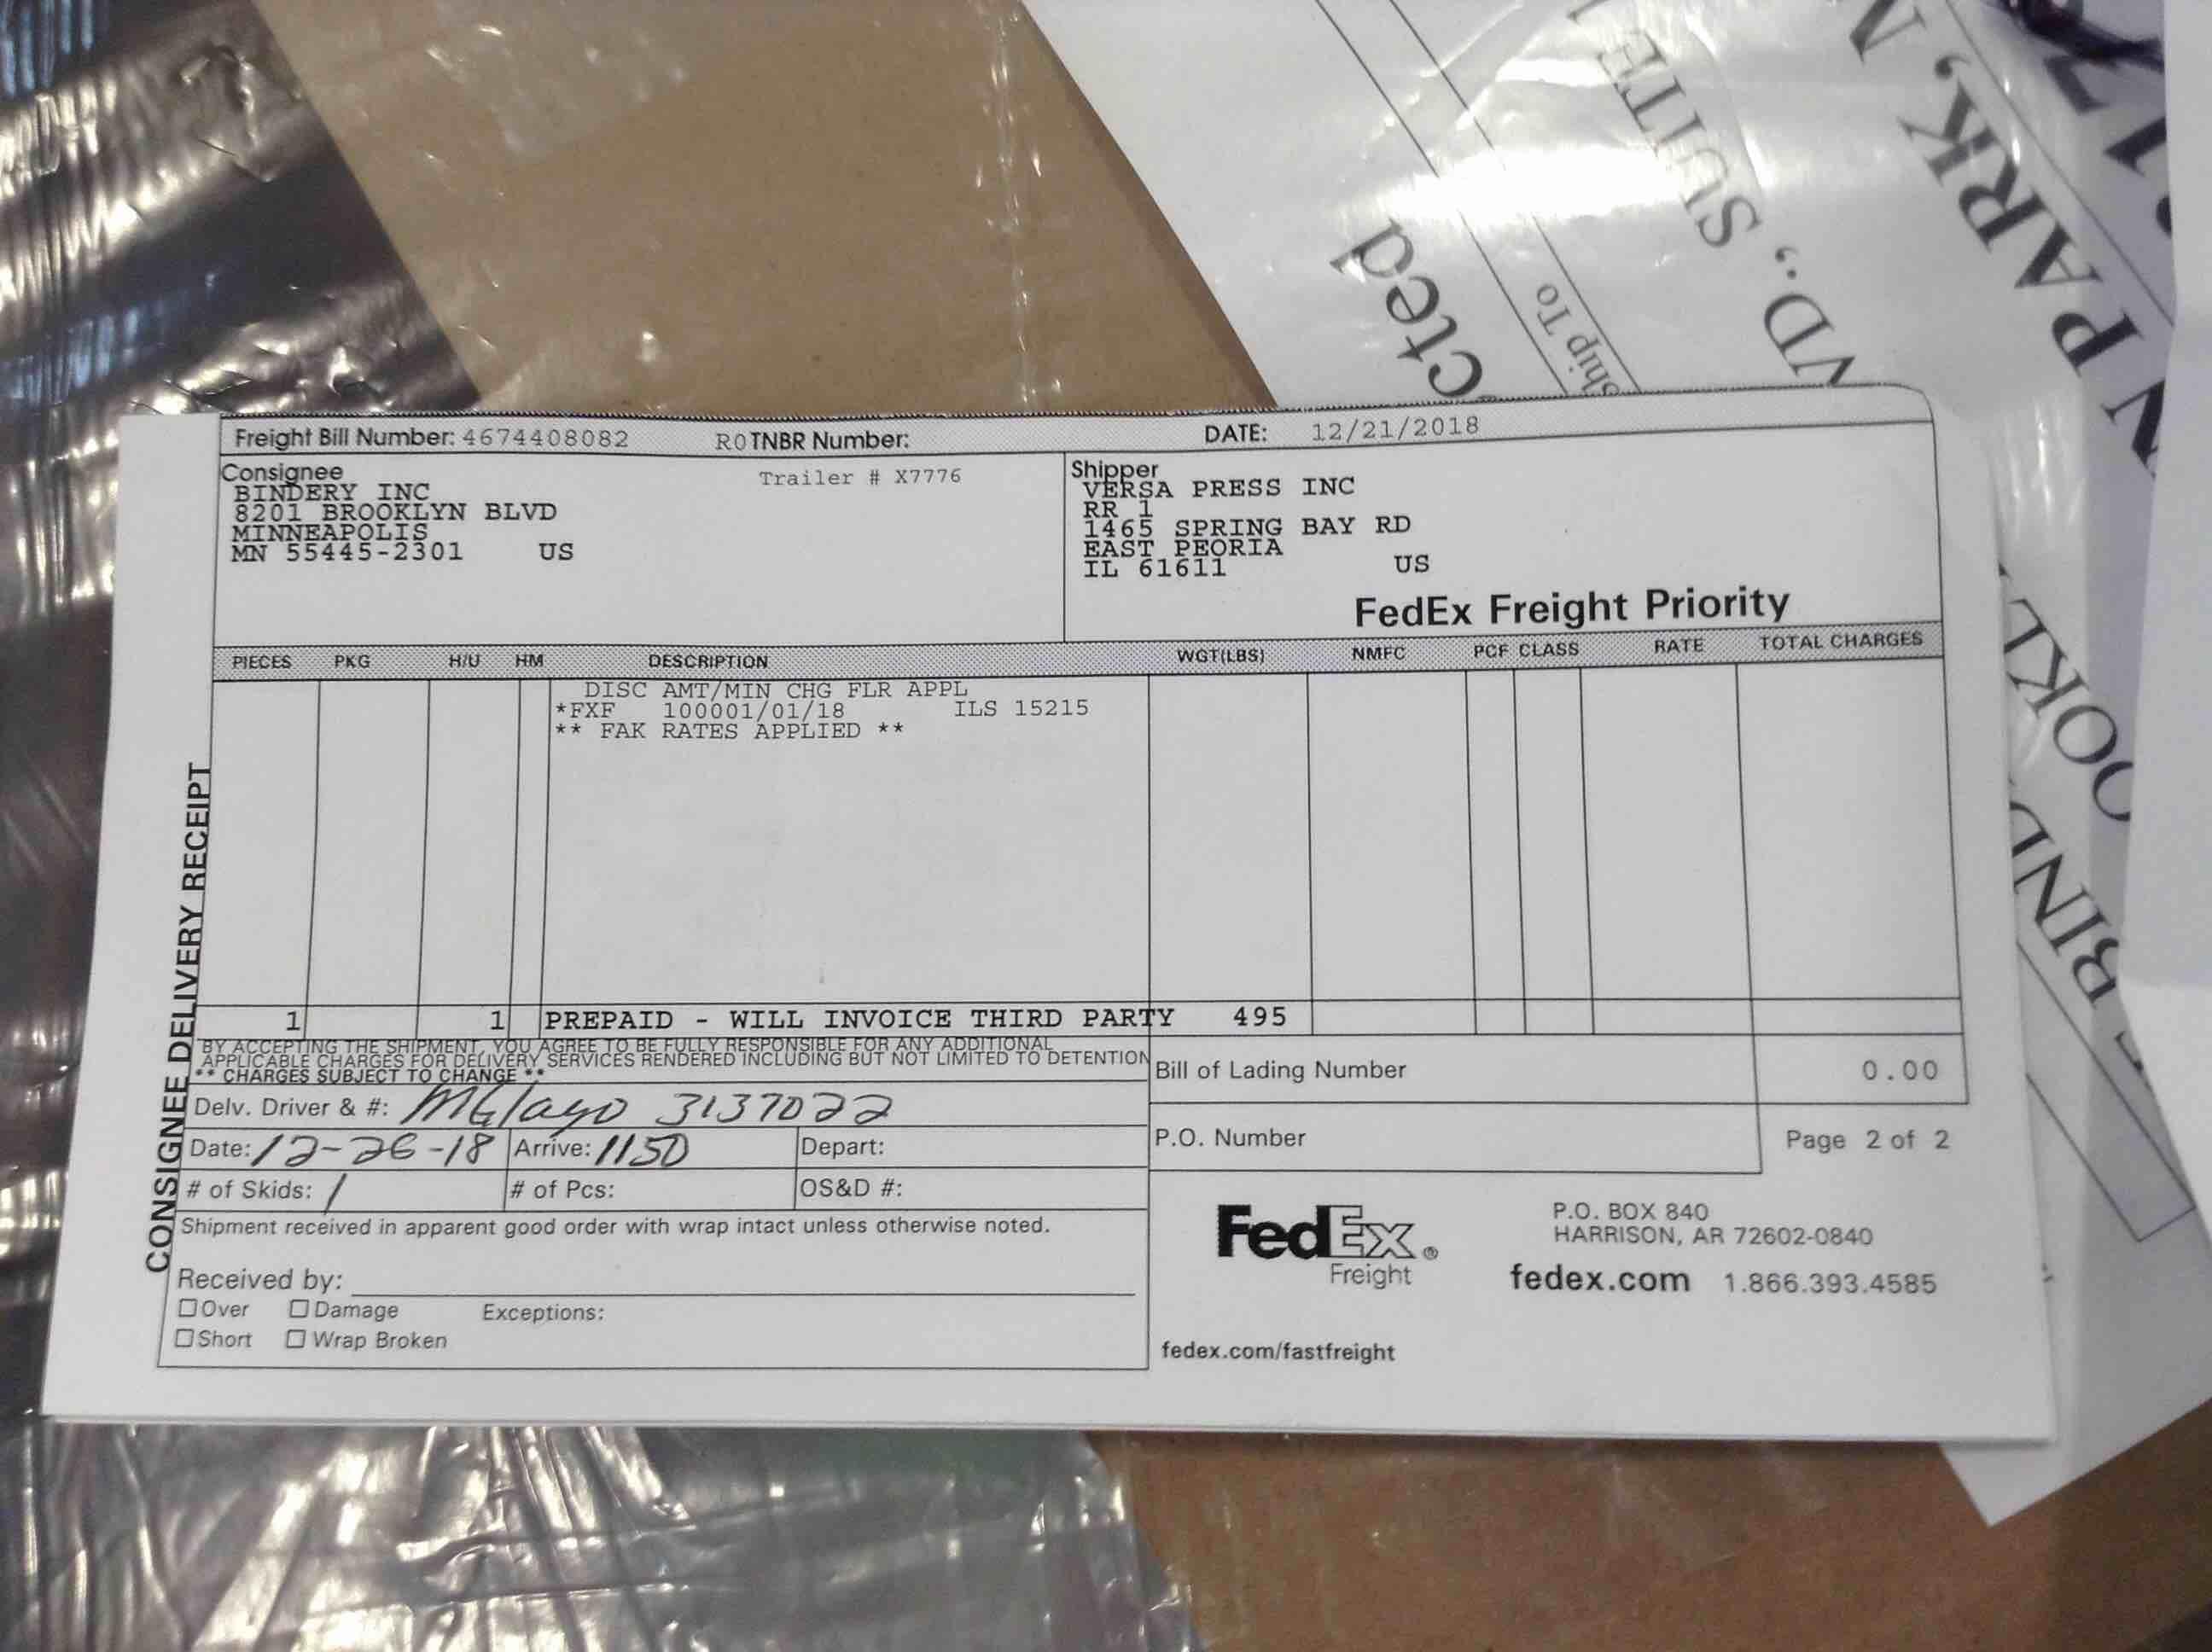 cted
Ship To
VD., SUITE
N PARK, N
Freight Bill Number: 4674408082 R0TNBR Number: DATE: 12/21/2018
Consignee Trailer # X7776
BINDERY INC
8201 BROOKLYN BLVD
MINNEAPOLIS
MN 55445-2301 US
Shipper
VERSA PRESS INC
RR 1
1465 SPRING BAY RD
EAST PEORIA
IL 61611 US
FedEx Freight Priority
PIECES PKG H/U HM DESCRIPTION WGT(LBS) NMFC PCF CLASS RATE TOTAL CHARGES
DISC AMT/MIN CHG FLR APPL
*FXF 100001/01/18 ILS 15215
** FAK RATES APPLIED **
1 1 PREPAID - WILL INVOICE THIRD PARTY 495
BY ACCEPTING THE SHIPMENT, YOU AGREE TO BE FULLY RESPONSIBLE FOR ANY ADDITIONAL
APPLICABLE CHARGES FOR DELIVERY SERVICES RENDERED INCLUDING BUT NOT LIMITED TO DETENTION
** CHARGES SUBJECT TO CHANGE **
Bill of Lading Number 0.00
Delv. Driver & #: 3137022
Date: 12-26-18 Arrive: 1150 Depart:
P.O. Number Page 2 of 2
# of Skids: 1 # of Pcs: OS&D #:
Shipment received in apparent good order with wrap intact unless otherwise noted.
Received by:
Over Damage Exceptions:
Short Wrap Broken
CONSIGNEE DELIVERY RECEIPT
FedEx®
Freight
P.O. BOX 840
HARRISON, AR 72602-0840
fedex.com 1.866.393.4585
fedex.com/fastfreight
OOKL
BIND